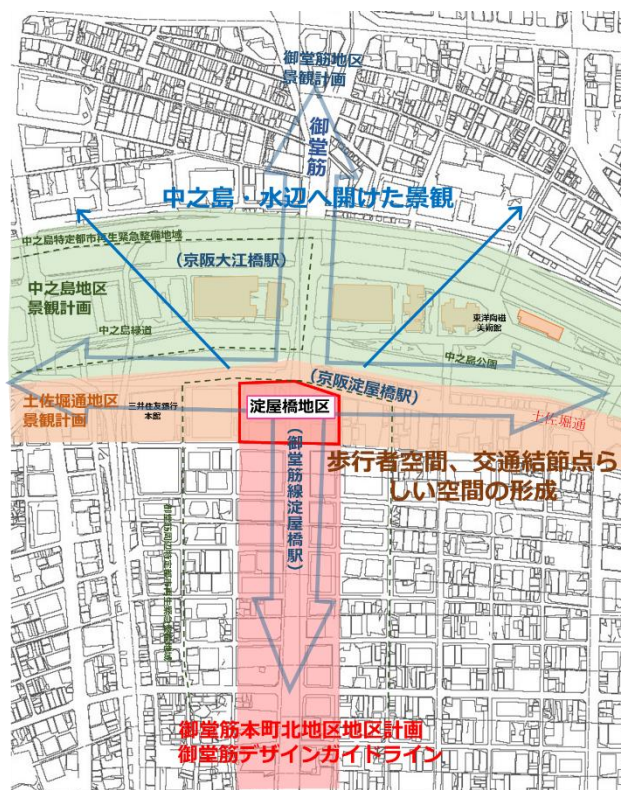 御堂筋地区
景観計画
御堂筋
中之島・水辺へ開けた景観
中之島特定都市再生緊急整備地域
(京阪大江橋駅)
中之島地区
景観計画
東洋陶磁
美術館
中之島緑道
中之島公園
(京阪淀屋橋駅)
土佐堀通地区
景観計画
三井住友銀行
本館
淀屋橋地区
土佐堀通
歩行者空間、交通結節点ら
しい空間の形成
(御堂筋線淀屋橋駅)
御堂筋本町北地区地区計画
御堂筋デザインガイドライン